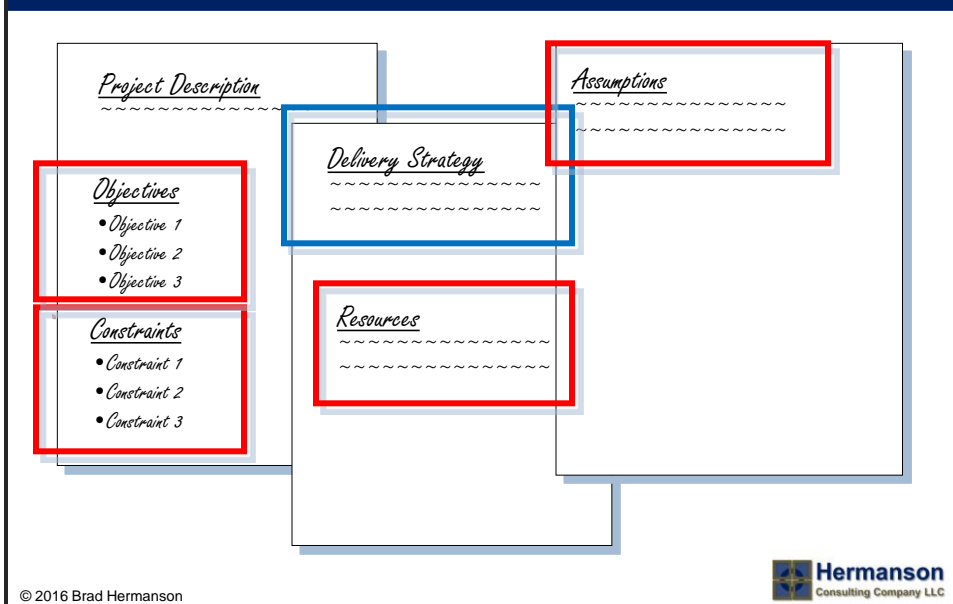 Project Description
~~~~~~~~~~~~~~~
Objectives
•Objective 1
•Objective 2
•Objective 3
Constraints
•Constraint 1
•Constraint 2
•Constraint 3
Delivery Strategy
~~~~~~~~~~~~~~~
~~~~~~~~~~~~~~~
Resources
~~~~~~~~~~~~~~~
~~~~~~~~~~~~~~~
Assumptions
~~~~~~~~~~~~~~~
~~~~~~~~~~~~~~~
© 2016 Brad Hermanson
Hermanson
Consulting Company LLC